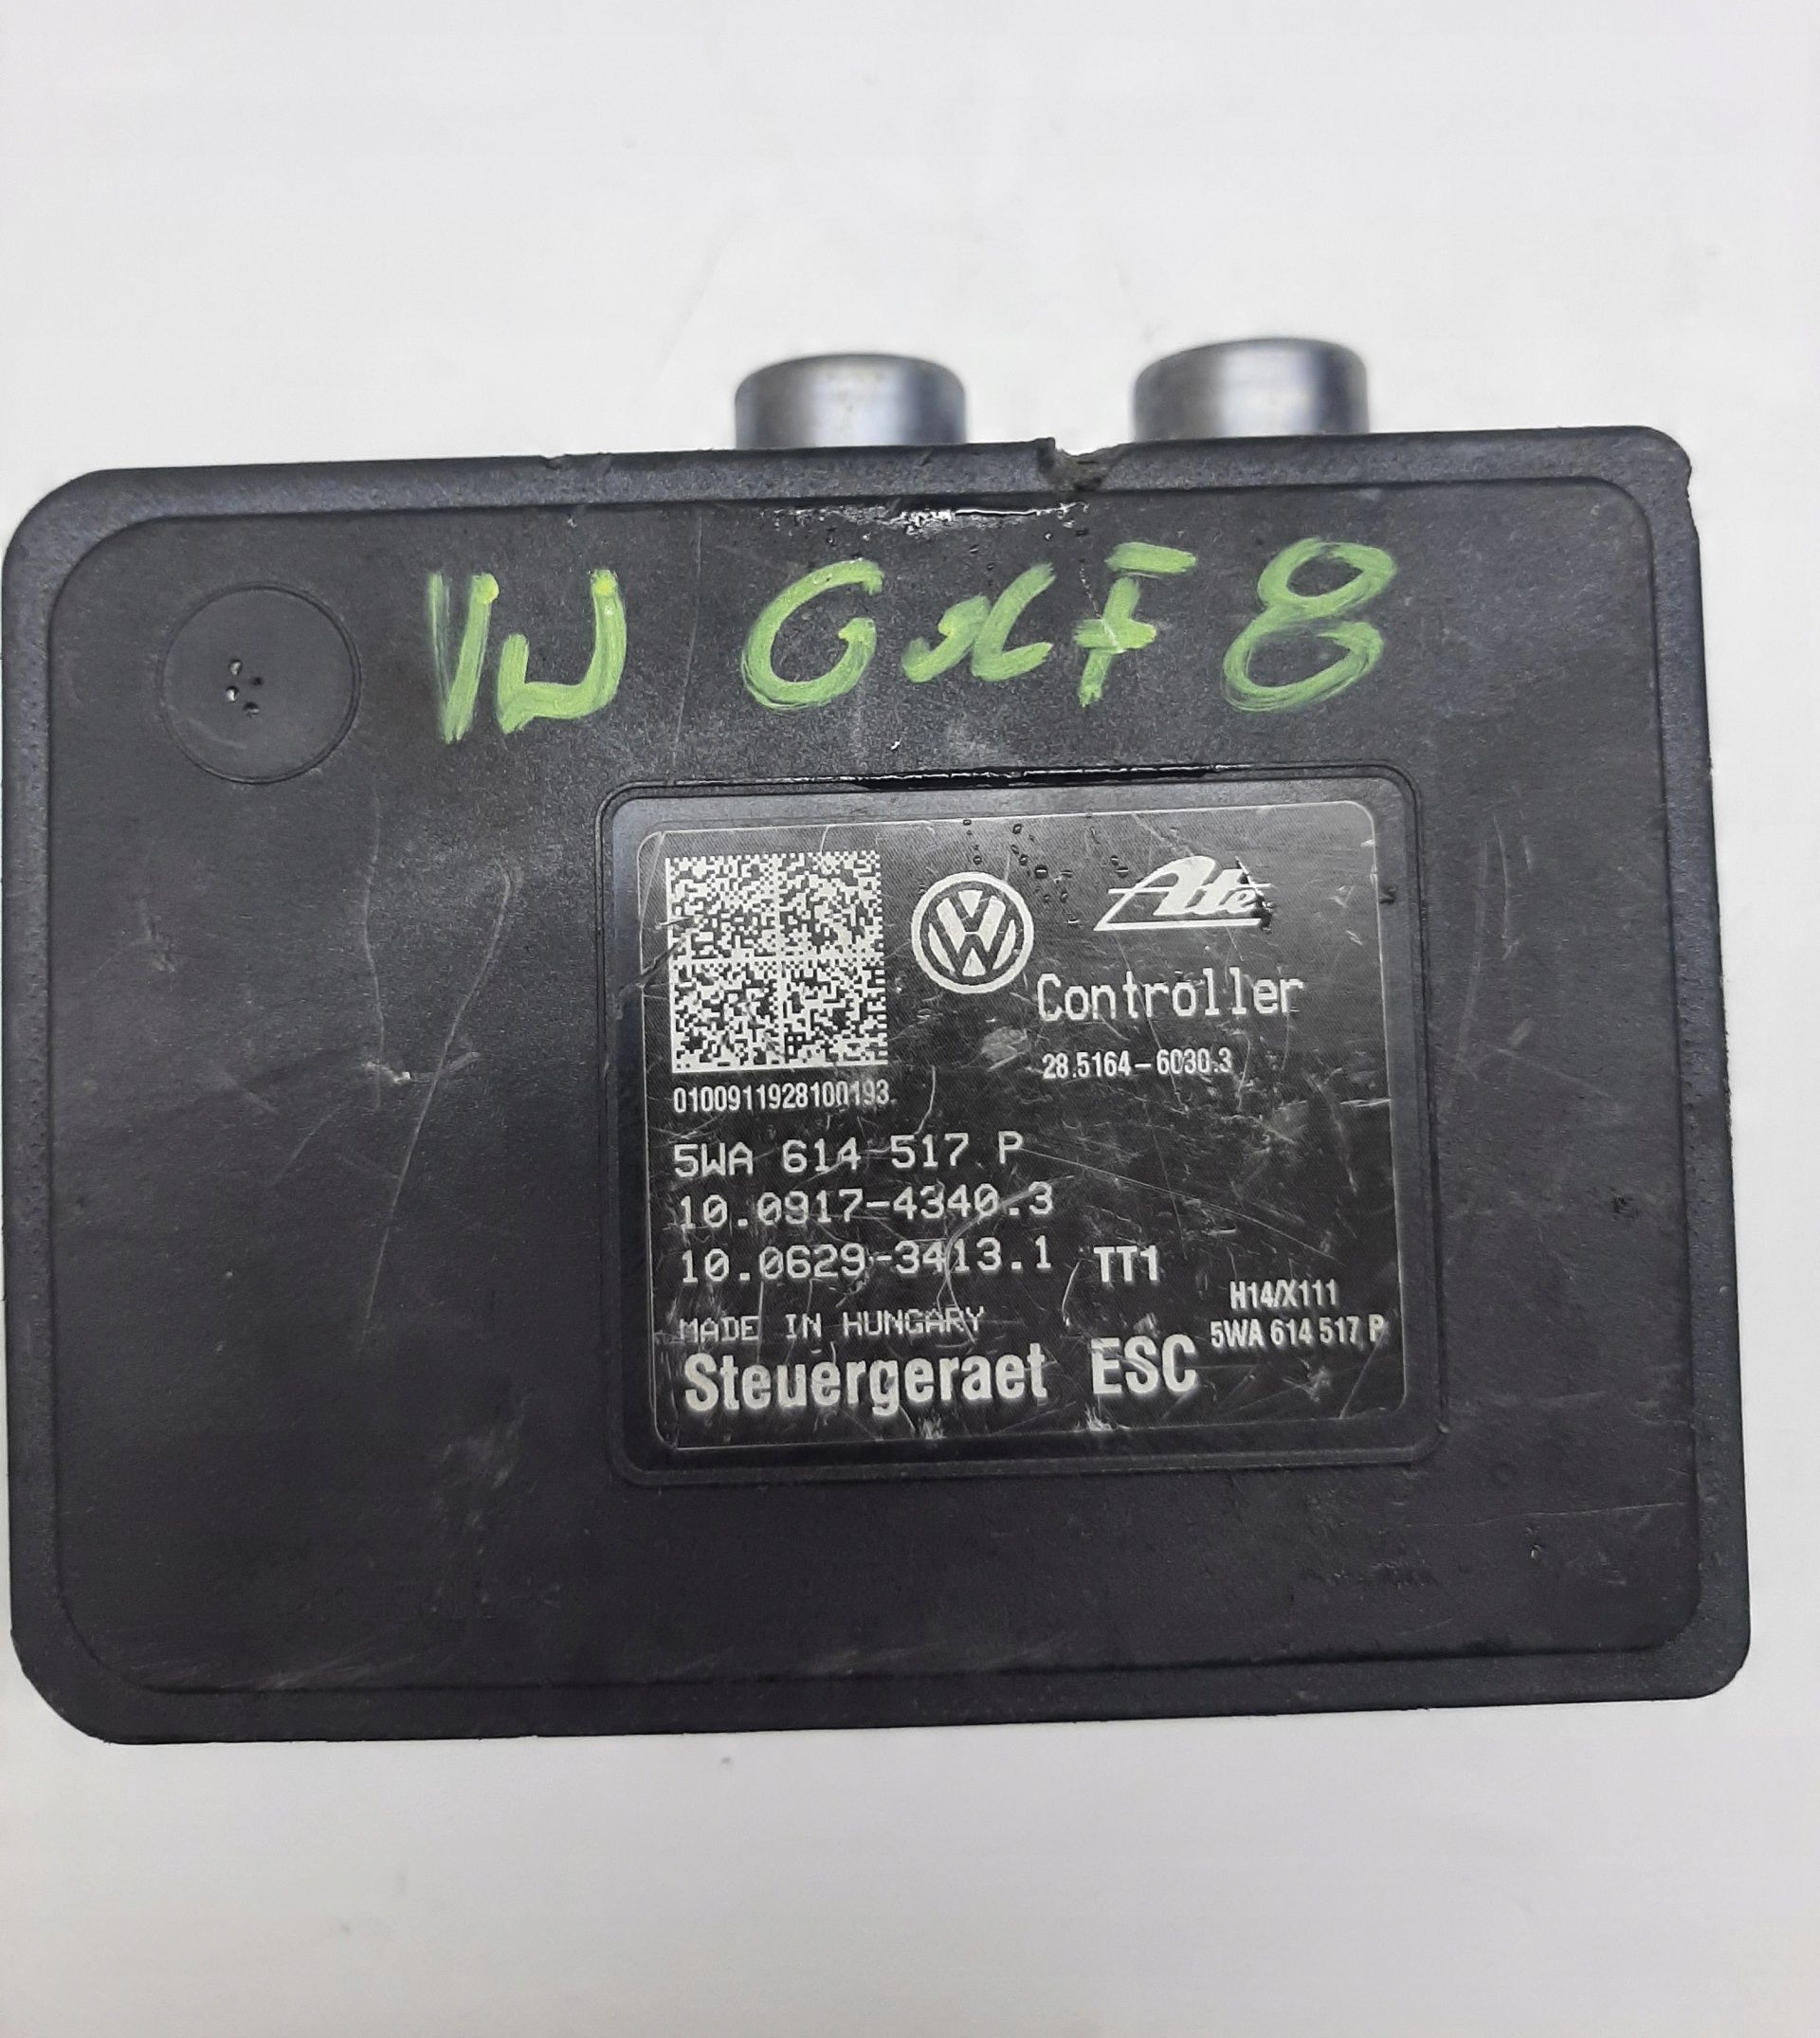 VW GOLF 8
Ate
Controller
28.5164-6030.3
0100911928100193
5WA 614 517 P
10.0917-4340.3
10.0629-3413.1 TT1
H14/X111
MADE IN HUNGARY
5WA 614 517 P
Steuergeraet ESC